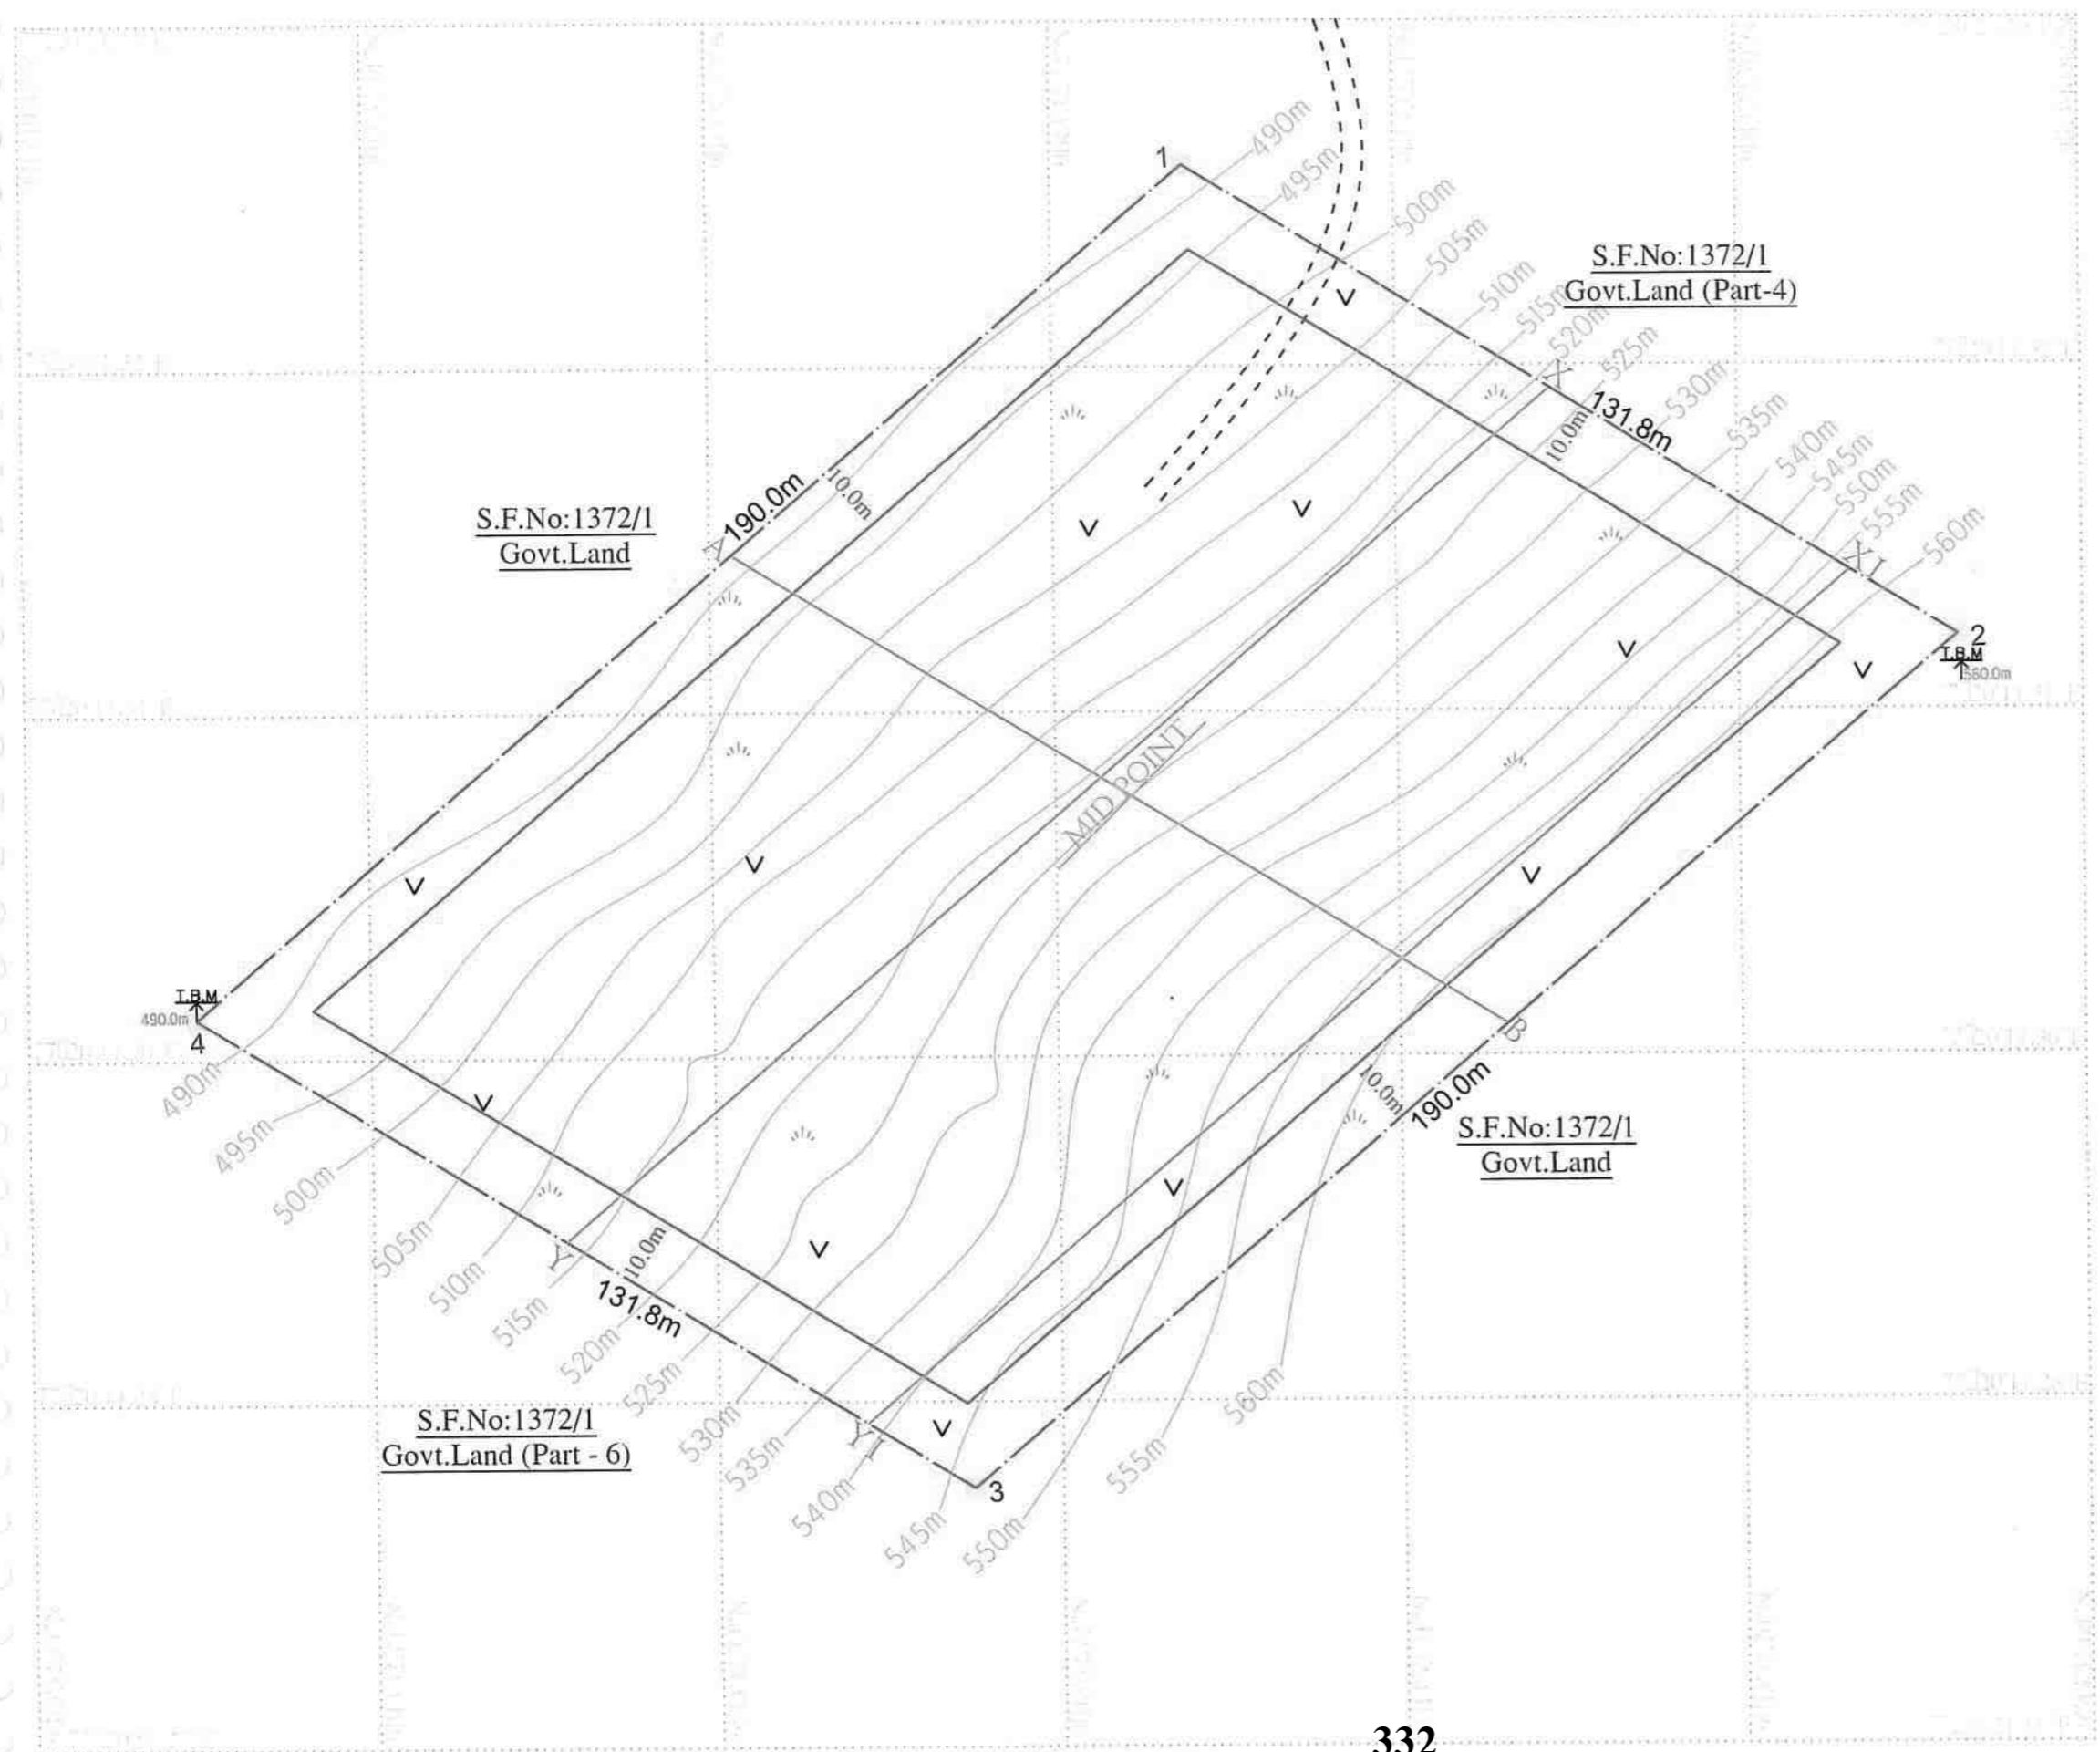 490m
495m
1
500m
505m
S.F.No:1372/1
Govt.Land (Part-4)
510m
515m
520m
525m
X
530m
131.8m
10.0m
535m
540m
545m
550m
555m
560m
190.0m
10.0m
S.F.No:1372/1
Govt.Land
A
X1
2
T.B.M
560.0m
MID POINT
T.B.M
490.0m
4
B
490m
10.0m
190.0m
S.F.No:1372/1
Govt.Land
495m
500m
505m
510m
515m
Y
10.0m
131.8m
520m
525m
530m
535m
540m
545m
550m
555m
560m
S.F.No:1372/1
Govt.Land (Part - 6)
Y1
3
332